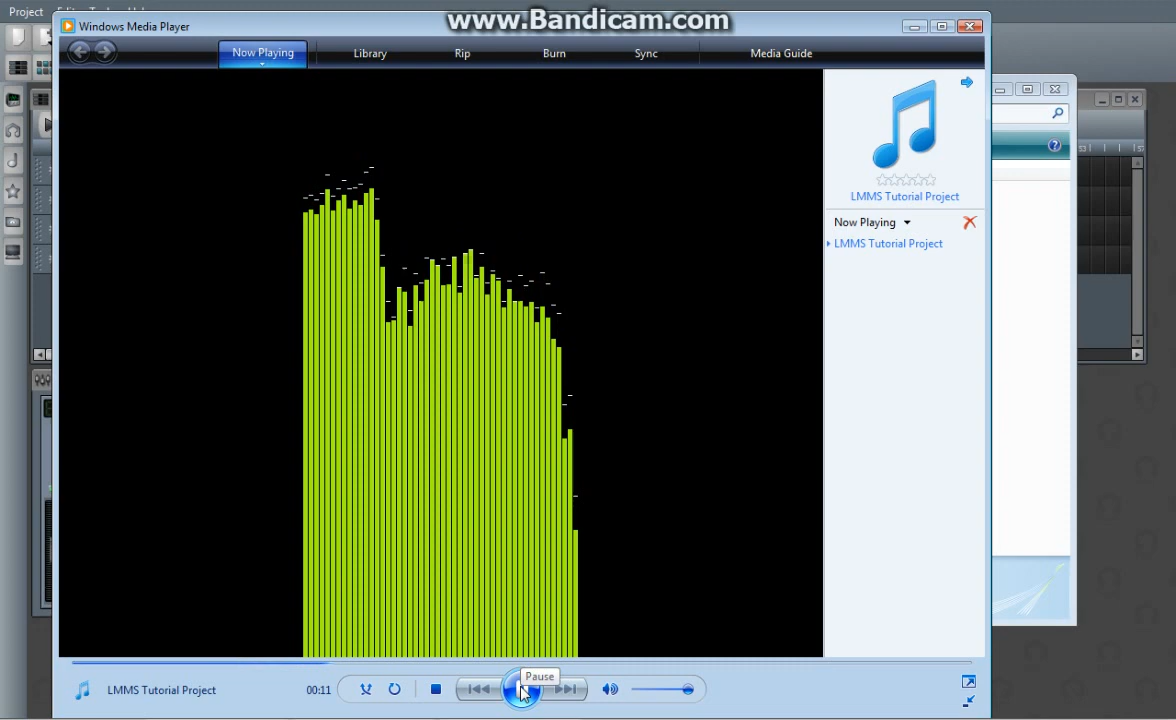 Project
www.Bandicam.com
Windows Media Player
Now Playing
Library
Rip
Burn
Sync
Media Guide
LMMS Tutorial Project
Now Playing
LMMS Tutorial Project
Pause
LMMS Tutorial Project
00:11